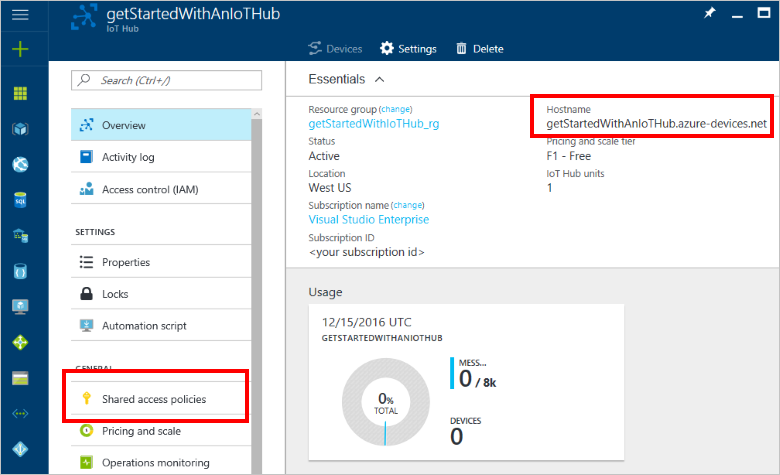 getStartedWithAnIoTHub
IoT Hub
Devices
Settings
Delete
Search (Ctrl+/)
Overview
Activity log
Access control (IAM)
SETTINGS
Properties
Locks
Automation script
GENERAL
Shared access policies
Pricing and scale
Operations monitoring
Essentials
Resource group (change)
getStartedWithIoTHub_rg
Status
Active
Location
West US
Subscription name (change)
Visual Studio Enterprise
Subscription ID
<your subscription id>
Hostname
getStartedWithAnIoTHub.azure-devices.net
Pricing and scale tier
F1 - Free
IoT Hub units
1
Usage
12/15/2016 UTC
GETSTARTEDWITHANIOTHUB
0%
TOTAL
MESS...
0 / 8k
DEVICES
0
SQL